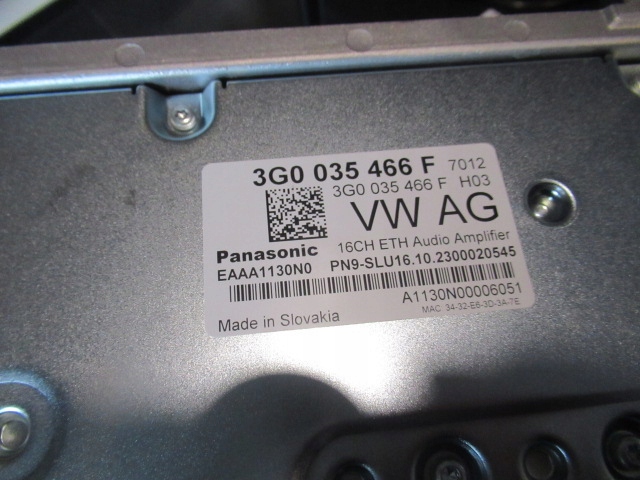 3G0 035 466 F 7012
3G0 035 466 F H03
VW AG
16CH ETH Audio Amplifier
Panasonic
EAAA1130N0 PN9-SLU16.10.2300020545
A1130N00006051
MAC 34-32-E6-3D-3A-7E
Made in Slovakia